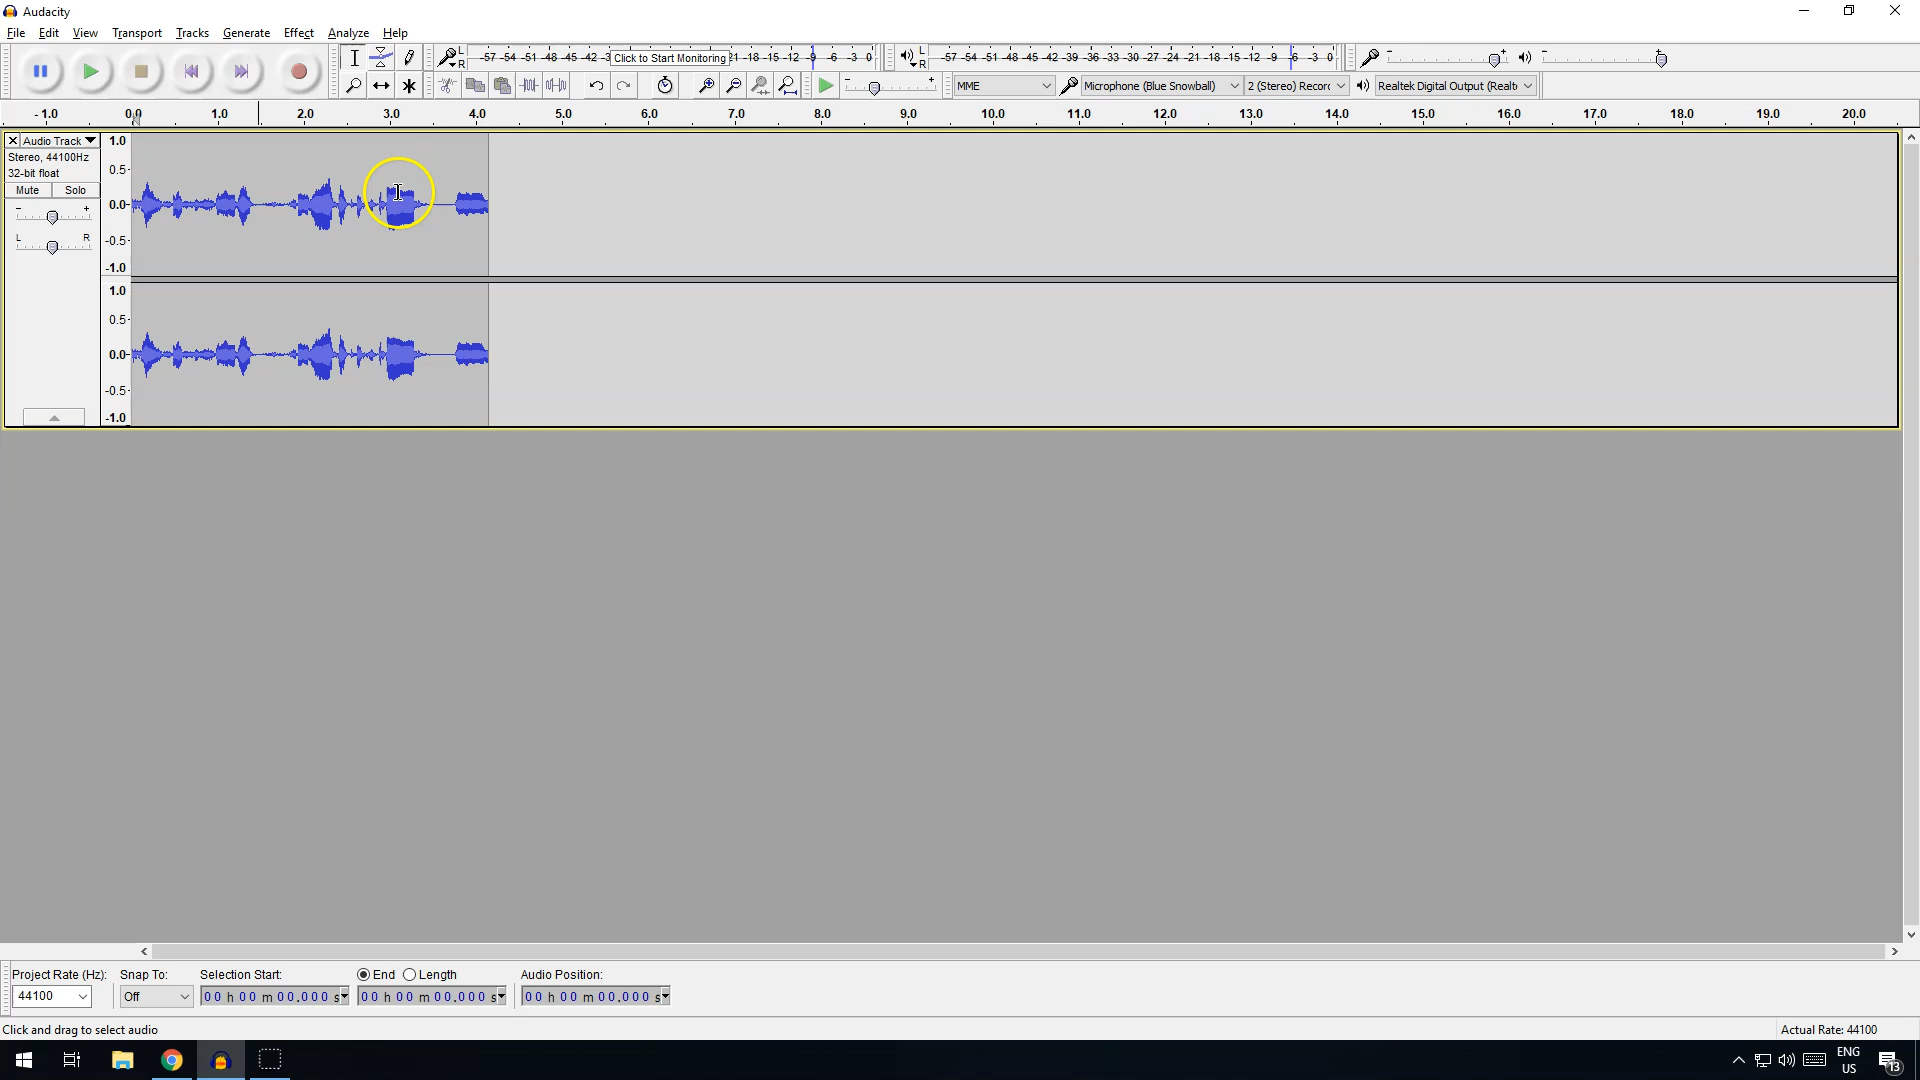 Audacity
File Edit View Transport Tracks Generate Effect Analyze Help
L R -57 -54 -51 -48 -45 -42 -3 Click to Start Monitoring 21 -18 -15 -12 -9 -6 -3 0 L R -57 -54 -51 -48 -45 -42 -39 -36 -33 -30 -27 -24 -21 -18 -15 -12 -9 -6 -3 0 - + -
- + MME Microphone (Blue Snowball) 2 (Stereo) Recorc Realtek Digital Output (Realt
-1.0 0.0 1.0 2.0 3.0 4.0 5.0 6.0 7.0 8.0 9.0 10.0 11.0 12.0 13.0 14.0 15.0 16.0 17.0 18.0 19.0 20.0
Audio Track 1.0
Stereo, 44100Hz
0.5
32-bit float
Mute Solo
- + 0.0
L R -0.5
-1.0
1.0
0.5
0.0
-0.5
-1.0
Project Rate (Hz): Snap To: Selection Start: End Length Audio Position:
44100 Off 00 h 00 m 00.000 s 00 h 00 m 00.000 s 00 h 00 m 00.000 s
Click and drag to select audio Actual Rate: 44100
ENG
US
13